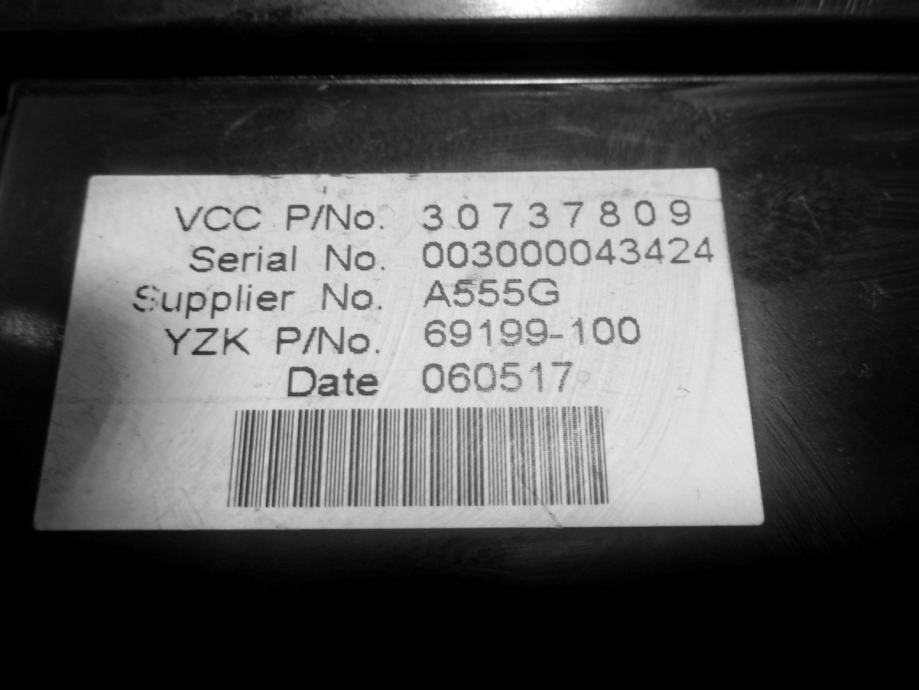 VCC P/No. 30737809
Serial No. 003000043424
Supplier No. A555G
YZK P/No. 69199-100
Date 060517